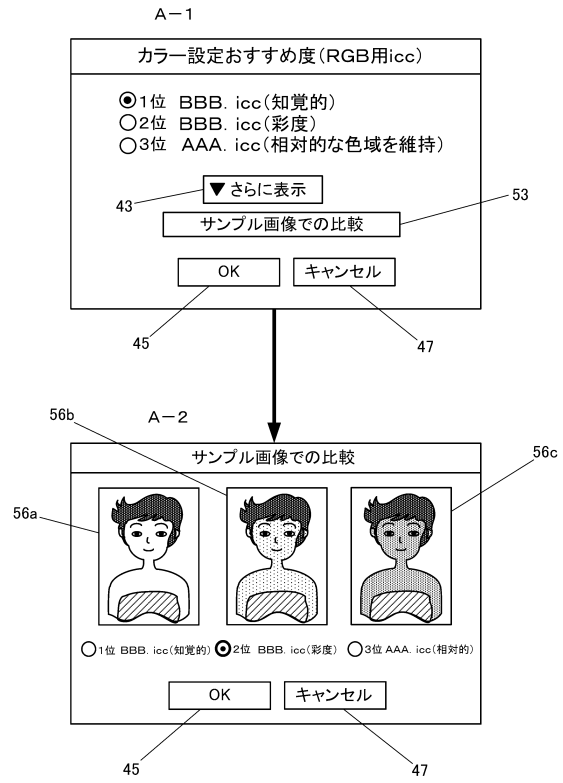 A－1
カラー設定おすすめ度(RGB用icc)
1位 BBB. icc(知覚的)
2位 BBB. icc(彩度)
3位 AAA. icc(相対的な色域を維持)
▼ さらに表示
43
53
サンプル画像での比較
OK キャンセル
45
47
A－2
56b
サンプル画像での比較
56c
56a
1位 BBB. icc(知覚的) 2位 BBB. icc(彩度) 3位 AAA. icc(相対的)
OK キャンセル
45
47